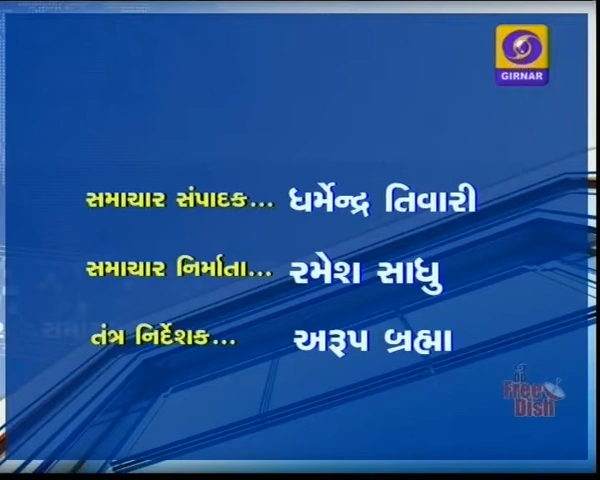 GIRNAR
સમાચાર સંપાદક... ધર્મેન્દ્ર તિવારી
સમાચાર નિર્માતા... રમેશ સાધુ
તંત્ર નિર્દેશક... અરૂપ બ્રહ્મા
Free
Dish